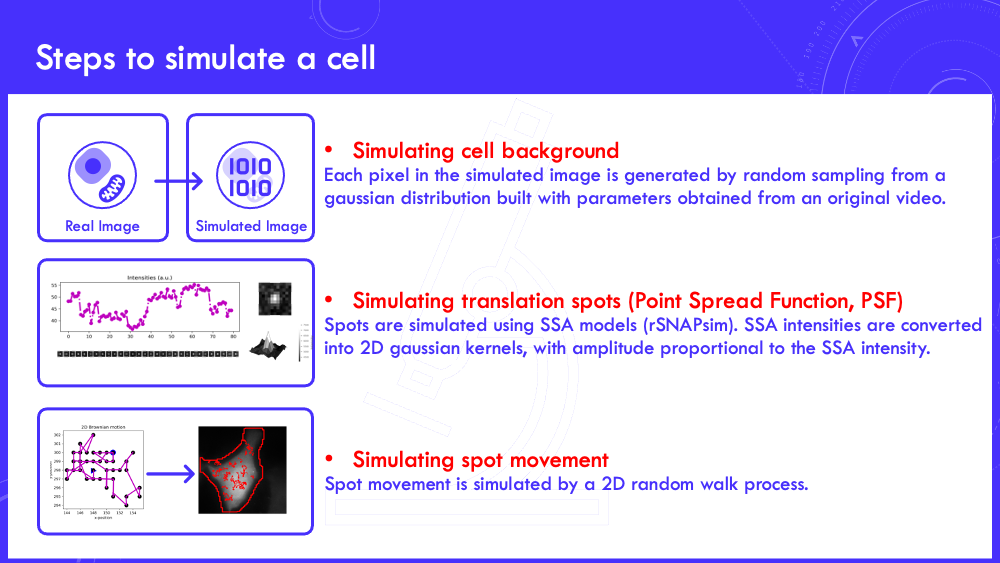 Steps to simulate a cell
Real Image
Simulated Image
1010
1010
• Simulating cell background
Each pixel in the simulated image is generated by random sampling from a
gaussian distribution built with parameters obtained from an original video.
Intensities (a.u.)
55
50
45
40
0 10 20 30 40 50 60 70 80
• Simulating translation spots (Point Spread Function, PSF)
Spots are simulated using SSA models (rSNAPsim). SSA intensities are converted
into 2D gaussian kernels, with amplitude proportional to the SSA intensity.
2D Brownian motion
302
301
300
299
298
297
296
295
294
144 146 148 150 152 154
x-position
• Simulating spot movement
Spot movement is simulated by a 2D random walk process.